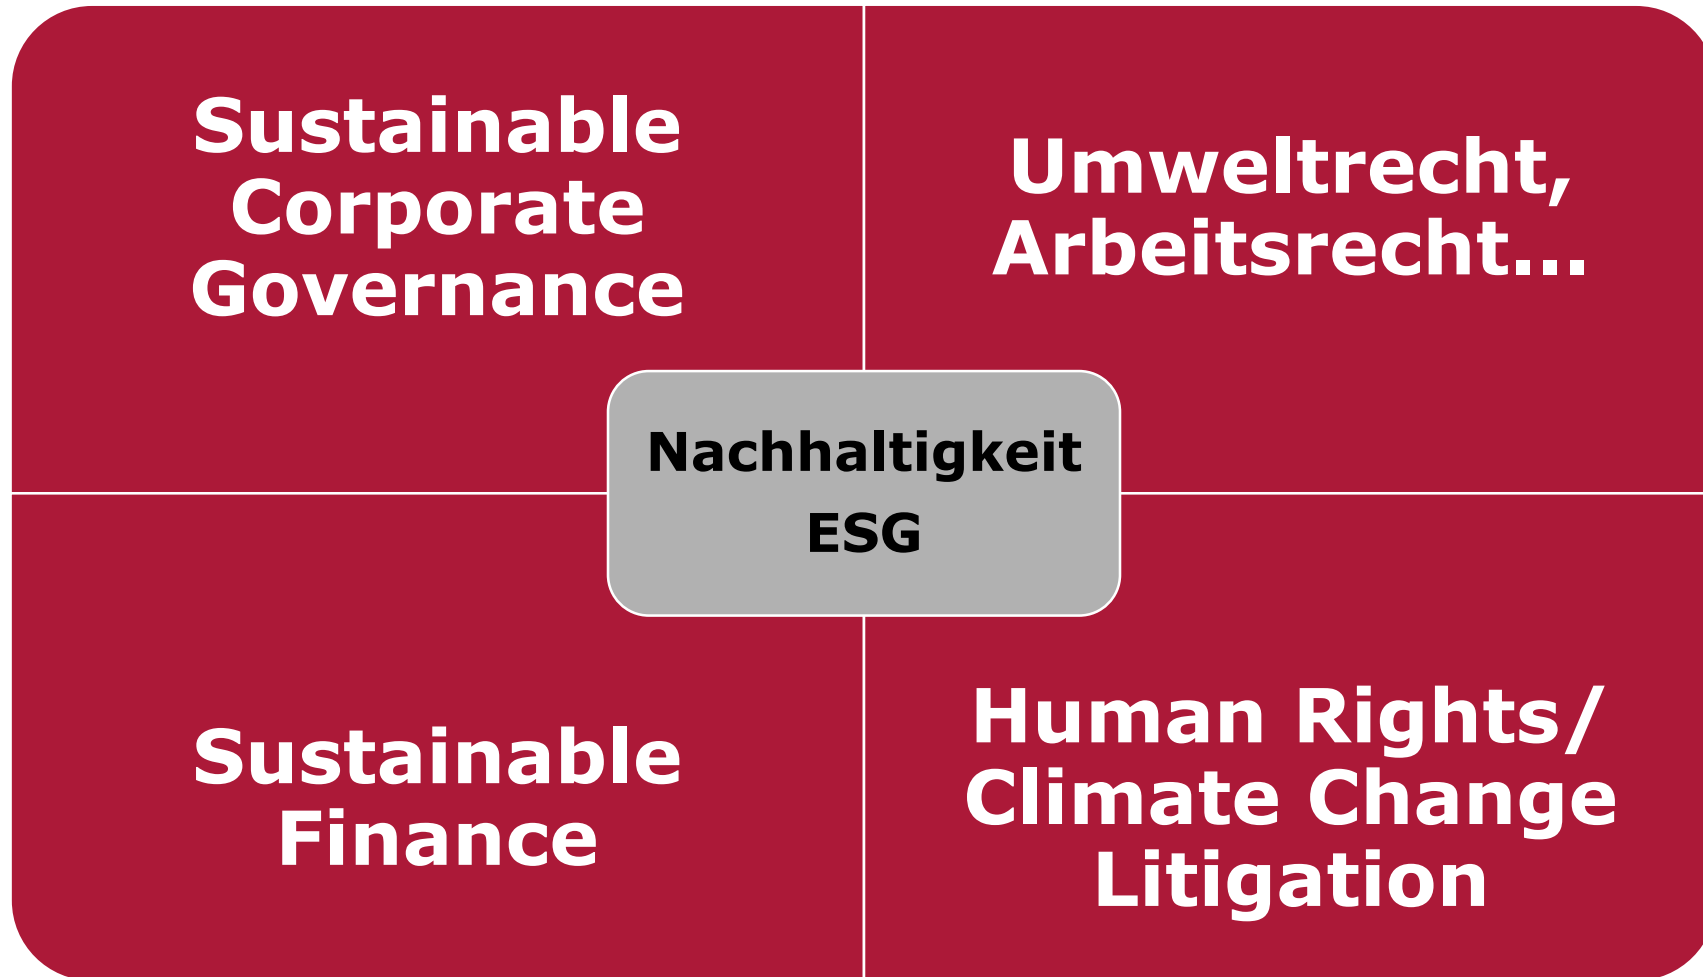 Sustainable
Corporate
Governance
Umweltrecht,
Arbeitsrecht...
Nachhaltigkeit
ESG
Sustainable
Finance
Human Rights/
Climate Change
Litigation